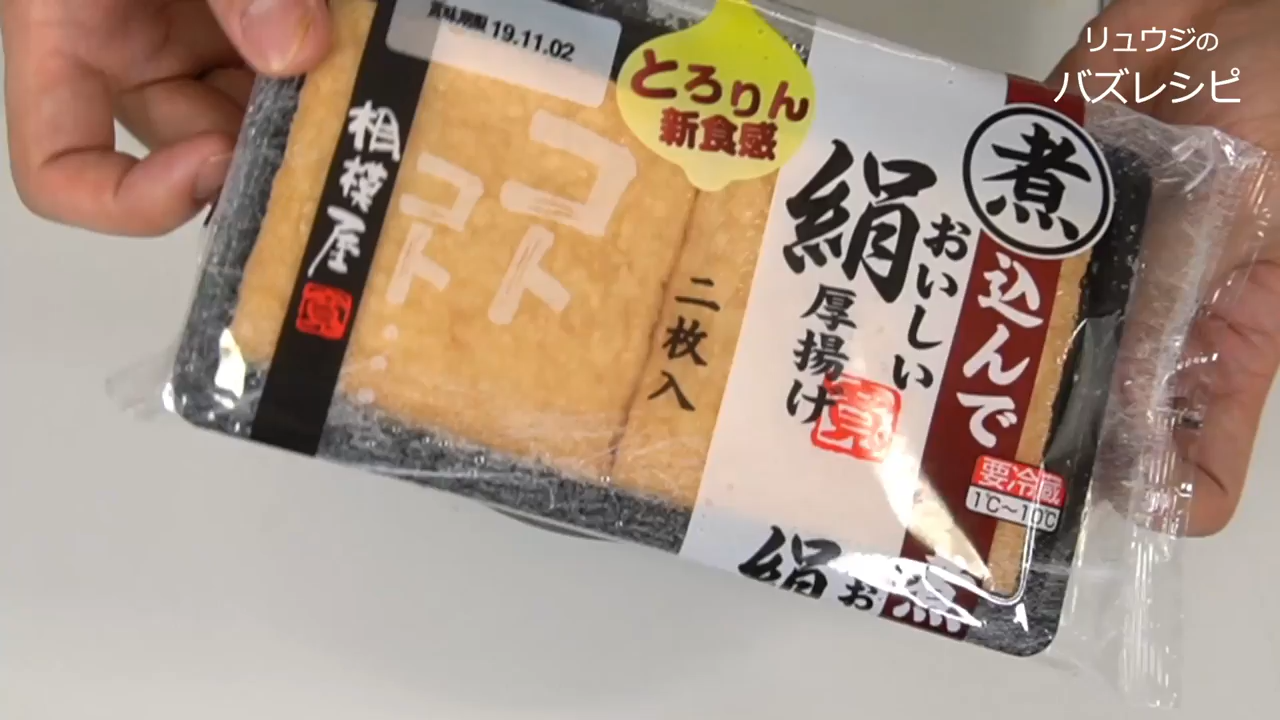 リュウジの
バズレシピ
賞味期限 19.11.02
とろりん
新食感
相模屋
コト
コト
二枚入
煮込んで
おいしい
絹
厚揚げ
要冷蔵
1℃〜10℃
絹
お
煮